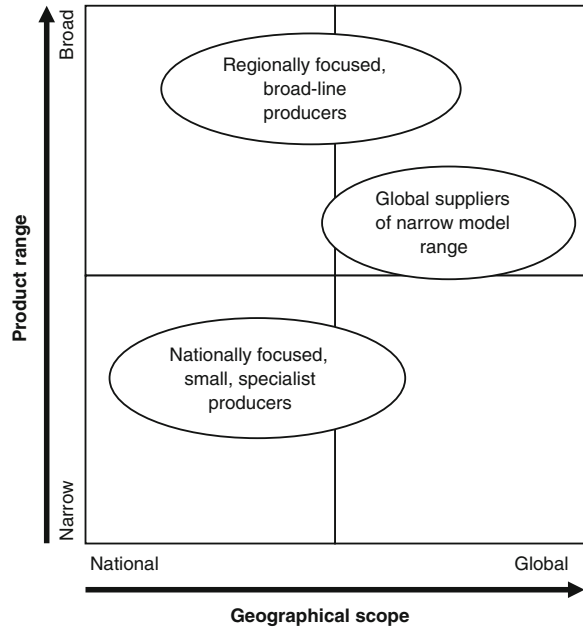 Broad
Regionally focused,
broad-line
producers
Global suppliers
of narrow model
range
Product range
Nationally focused,
small, specialist
producers
Narrow
National
Global
Geographical scope